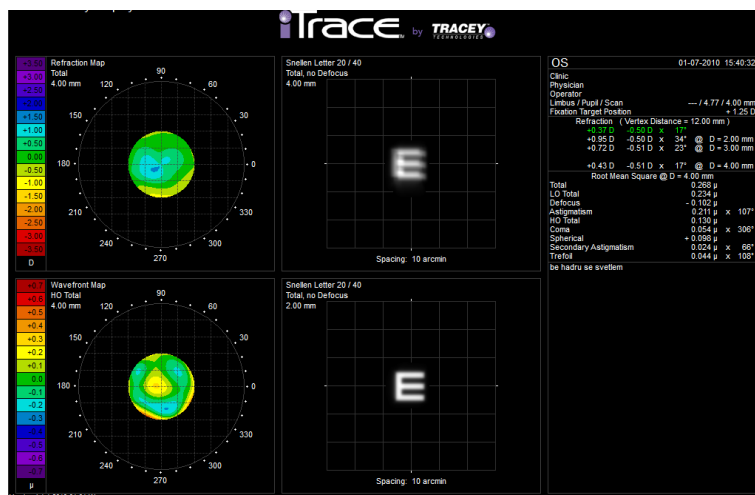 iTrace by TRACEY TECHNOLOGIES
Refraction Map
Total
4.00 mm
+3.50
+3.00
+2.50
+2.00
+1.50
+1.00
+0.50
0.00
-0.50
-1.00
-1.50
-2.00
-2.50
-3.00
-3.50
D
90
120
60
150
30
180
0
210
330
240
300
270
Snellen Letter 20 / 40
Total, no Defocus
4.00 mm
E
Spacing: 10 arcmin
Wavefront Map
HO Total
4.00 mm
+0.7
+0.6
+0.5
+0.4
+0.3
+0.2
+0.1
0.0
-0.1
-0.2
-0.3
-0.4
-0.5
-0.6
-0.7
µ
90
120
60
150
30
180
0
210
330
240
300
270
Snellen Letter 20 / 40
Total, no Defocus
2.00 mm
E
Spacing: 10 arcmin
OS 01-07-2010 15:40:32
Clinic
Physician
Operator
Limbus / Pupil / Scan --- / 4.77 / 4.00 mm
Fixation Target Position + 1.25 D
Refraction ( Vertex Distance = 12.00 mm )
+0.37 D -0.50 D x 17°
+0.95 D -0.50 D x 34° @ D = 2.00 mm
+0.72 D -0.51 D x 23° @ D = 3.00 mm
+0.43 D -0.51 D x 17° @ D = 4.00 mm
Root Mean Square @ D = 4.00 mm
Total 0.268 µ
LO Total 0.234 µ
Defocus - 0.102 µ
Astigmatism 0.211 µ x 107°
HO Total 0.130 µ
Coma 0.054 µ x 306°
Spherical + 0.098 µ
Secondary Astigmatism 0.024 µ x 66°
Trefoil 0.044 µ x 108°
be hadru se svetlem